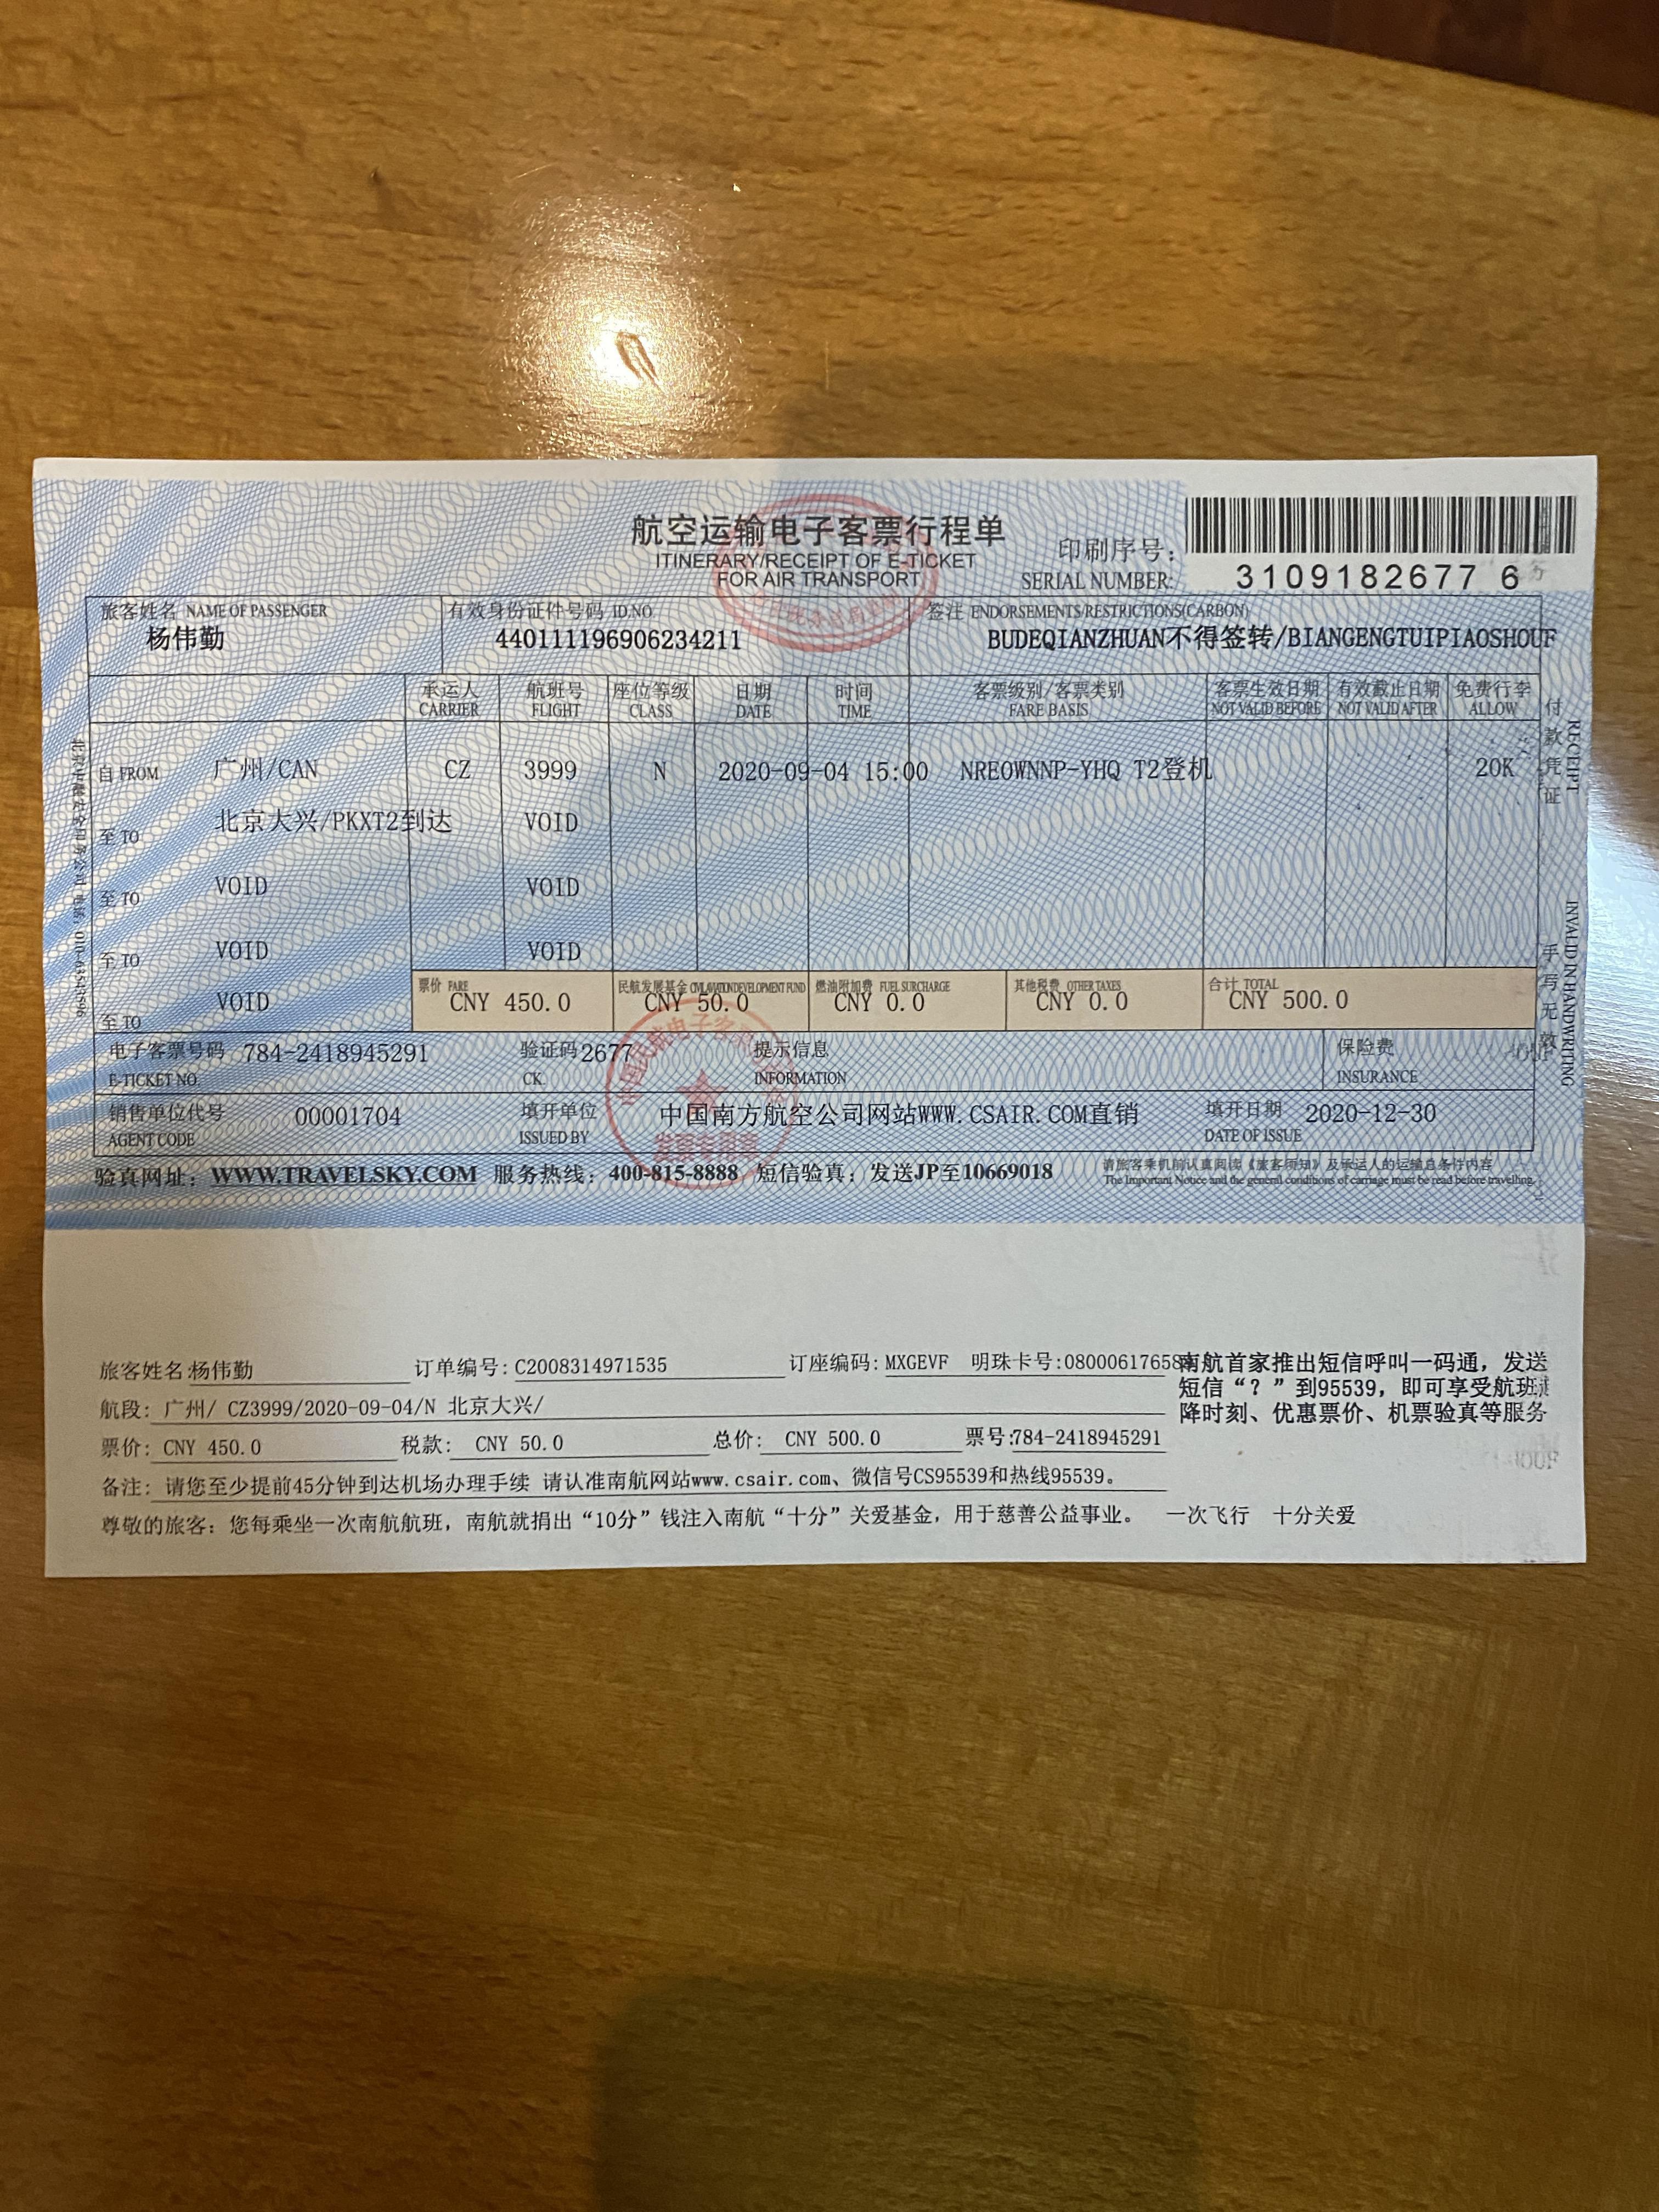 航空运输电子客票行程单
ITINERARY/RECEIPT OF E-TICKET
FOR AIR TRANSPORT
印刷序号:
SERIAL NUMBER:
3109182677 6
旅客姓名 NAME OF PASSENGER
杨伟勤
有效身份证件号码 ID.NO.
440111196906234211
签注 ENDORSEMENTS/RESTRICTIONS(CARBON)
BUDEQIANZHUAN不得签转/BIANGENGTUIPIAOSHOUF
承运人 航班号 座位等级 日期 时间 客票级别/客票类别 客票生效日期 有效截止日期 免费行李
CARRIER FLIGHT CLASS DATE TIME FARE BASIS NOT VALID BEFORE NOT VALID AFTER ALLOW
自 FROM 广州/CAN CZ 3999 N 2020-09-04 15:00 NREOWNNP-YHQ T2登机 20K
至 TO 北京大兴/PKXT2到达 VOID
至 TO VOID VOID
至 TO VOID VOID
至 TO VOID
票价 FARE 民航发展基金 CIVIL AVIATION DEVELOPMENT FUND 燃油附加费 FUEL SURCHARGE 其他税费 OTHER TAXES 合计 TOTAL
CNY 450.0 CNY 50.0 CNY 0.0 CNY 0.0 CNY 500.0
电子客票号码 784-2418945291 验证码 2677 提示信息 保险费
E-TICKET NO. CK. INFORMATION INSURANCE
销售单位代号 00001704 填开单位 中国南方航空公司网站WWW.CSAIR.COM直销 填开日期 2020-12-30
AGENT CODE ISSUED BY DATE OF ISSUE
发票专用章
验真网址: WWW.TRAVELSKY.COM 服务热线: 400-815-8888 短信验真: 发送JP至10669018
请旅客乘机前认真阅读《旅客须知》及承运人的运输总条件内容
The Important Notice and the general conditions of carriage must be read before travelling.
付款凭证 手写无效
RECEIPT INVALID IN HANDWRITING
旅客姓名:杨伟勤 订单编号:C2008314971535 订座编码:MXGEVF 明珠卡号:08000617658
南航首家推出短信呼叫一码通,发送
短信“?”到95539,即可享受航班
降时刻、优惠票价、机票验真等服务
航段: 广州/ CZ3999/2020-09-04/N 北京大兴/
票价: CNY 450.0 税款: CNY 50.0 总价: CNY 500.0 票号:784-2418945291
备注: 请您至少提前45分钟到达机场办理手续 请认准南航网站www.csair.com、微信号CS95539和热线95539。
尊敬的旅客: 您每乘坐一次南航航班, 南航就捐出“10分”钱注入南航“十分”关爱基金, 用于慈善公益事业。 一次飞行 十分关爱